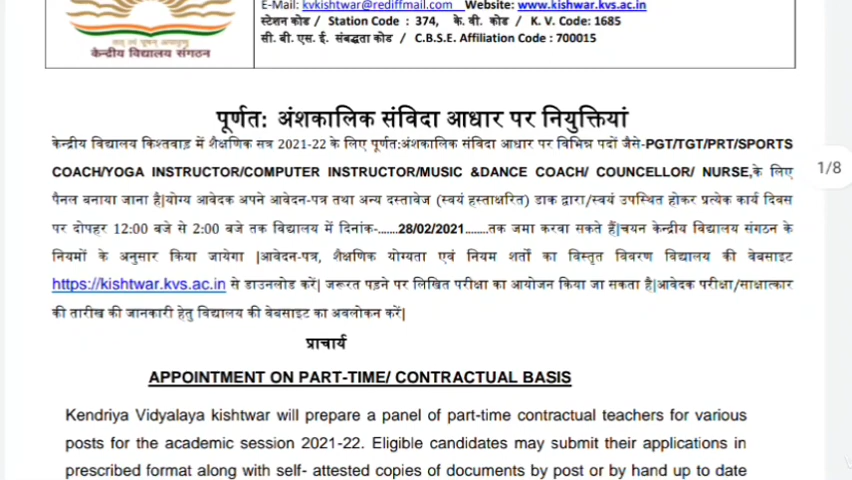 E-Mail: kvkishtwar@rediffmail.com Website: www.kishwar.kvs.ac.in
स्टेशन कोड / Station Code : 374, के. वी. कोड / K. V. Code: 1685
सी. बी. एस. ई. संबद्धता कोड / C.B.S.E. Affiliation Code : 700015
केन्द्रीय विद्यालय संगठन
पूर्णत: अंशकालिक संविदा आधार पर नियुक्तियां
केन्द्रीय विद्यालय किश्तवाड़ में शैक्षणिक सत्र 2021-22 के लिए पूर्णत:अंशकालिक संविदा आधार पर विभिन्न पदों जैसे-PGT/TGT/PRT/SPORTS
COACH/YOGA INSTRUCTOR/COMPUTER INSTRUCTOR/MUSIC &DANCE COACH/ COUNCELLOR/ NURSE,के लिए
पैनल बनाया जाना है|योग्य आवेदक अपने आवेदन-पत्र तथा अन्य दस्तावेज (स्वयं हस्ताक्षरित) डाक द्वारा/स्वयं उपस्थित होकर प्रत्येक कार्य दिवस
पर दोपहर 12:00 बजे से 2:00 बजे तक विद्यालय में दिनांक-......28/02/2021.......तक जमा करवा सकते हैं|चयन केन्द्रीय विद्यालय संगठन के
नियमों के अनुसार किया जायेगा |आवेदन-पत्र, शैक्षणिक योग्यता एवं नियम शर्तों का विस्तृत विवरण विद्यालय की वेबसाइट
https://kishtwar.kvs.ac.in से डाउनलोड करें| जरूरत पड़ने पर लिखित परीक्षा का आयोजन किया जा सकता है|आवेदक परीक्षा/साक्षात्कार
की तारीख की जानकारी हेतु विद्यालय की वेबसाइट का अवलोकन करें|
1/8
प्राचार्य
APPOINTMENT ON PART-TIME/ CONTRACTUAL BASIS
Kendriya Vidyalaya kishtwar will prepare a panel of part-time contractual teachers for various
posts for the academic session 2021-22. Eligible candidates may submit their applications in
prescribed format along with self- attested copies of documents by post or by hand up to date